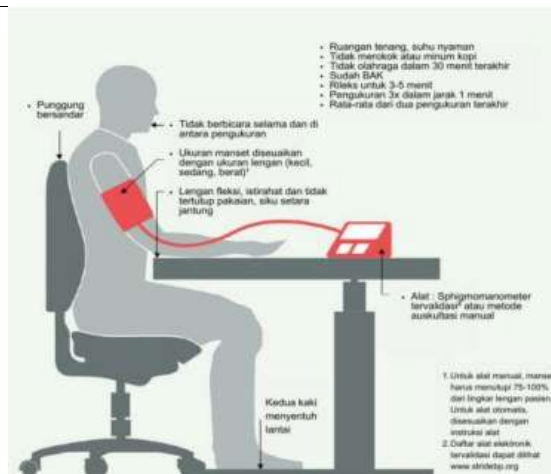 • Ruangan tenang, suhu nyaman
• Tidak merokok atau minum kopi
• Tidak olahraga dalam 30 menit terakhir
• Sudah BAK
• Rileks untuk 3-5 menit
• Pengukuran 3x dalam jarak 1 menit
• Rata-rata dari dua pengukuran terakhir
• Punggung
bersandar
• Tidak berbicara selama dan di
antara pengukuran
• Ukuran manset disesuaikan
dengan ukuran lengan (kecil,
sedang, berat)¹
• Lengan fleksi, istirahat dan tidak
tertutup pakaian, siku setara
jantung
• Alat : Sphigmomanometer
tervalidasi² atau metode
auskultasi manual
Kedua kaki
menyentuh
lantai
1. Untuk alat manual, manse
harus menutupi 75-100%
dari lingkar lengan pasien
Untuk alat otomatis,
disesuaikan dengan
instruksi alat
2. Daftar alat elektronik
tervalidasi dapat dilihat
www.stridebp.org